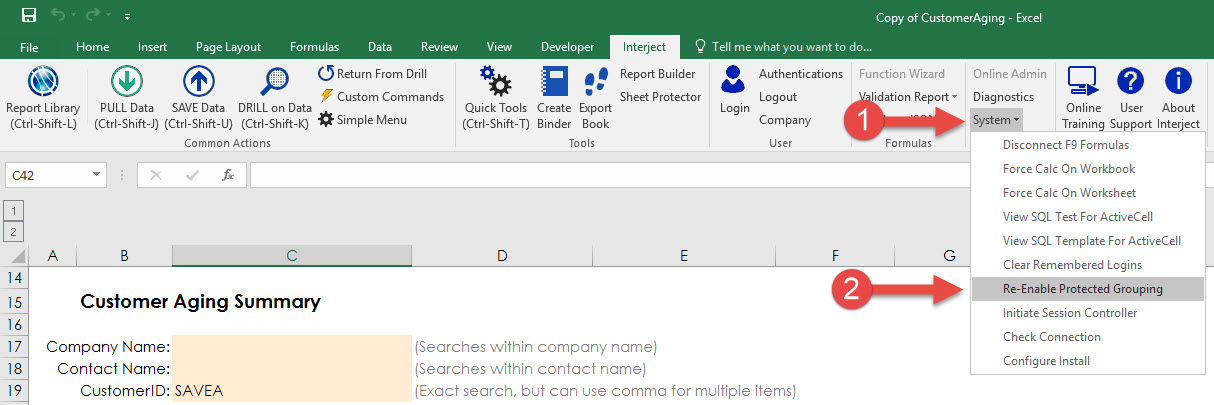 Copy of CustomerAging - Excel
File Home Insert Page Layout Formulas Data Review View Developer Interject Tell me what you want to do...
Report Library
(Ctrl-Shift-L)
PULL Data
(Ctrl-Shift-J)
SAVE Data
(Ctrl-Shift-U)
DRILL on Data
(Ctrl-Shift-K)
Return From Drill
Custom Commands
Simple Menu
Common Actions
Quick Tools
(Ctrl-Shift-T)
Create
Binder
Export
Book
Report Builder
Sheet Protector
Tools
Login
Authentications
Logout
Company
User
Function Wizard
Validation Report
Formulas
Online Admin
Diagnostics
System
Online
Training
User
Support
About
Interject
1
Disconnect F9 Formulas
Force Calc On Workbook
Force Calc On Worksheet
View SQL Test For ActiveCell
View SQL Template For ActiveCell
Clear Remembered Logins
Re-Enable Protected Grouping
Initiate Session Controller
Check Connection
Configure Install
2
C42 fx
1
2
A B C D E F G
14
15 Customer Aging Summary
16
17 Company Name: (Searches within company name)
18 Contact Name: (Searches within contact name)
19 CustomerID: SAVEA (Exact search, but can use comma for multiple items)